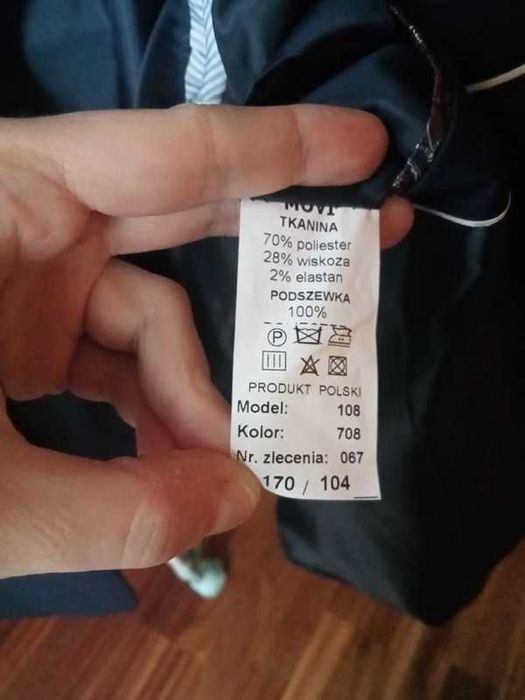 MOVI
TKANINA
70% poliester
28% wiskoza
2% elastan
PODSZEWKA
100%
P
PRODUKT POLSKI
Model: 108
Kolor: 708
Nr. zlecenia: 067
170 / 104